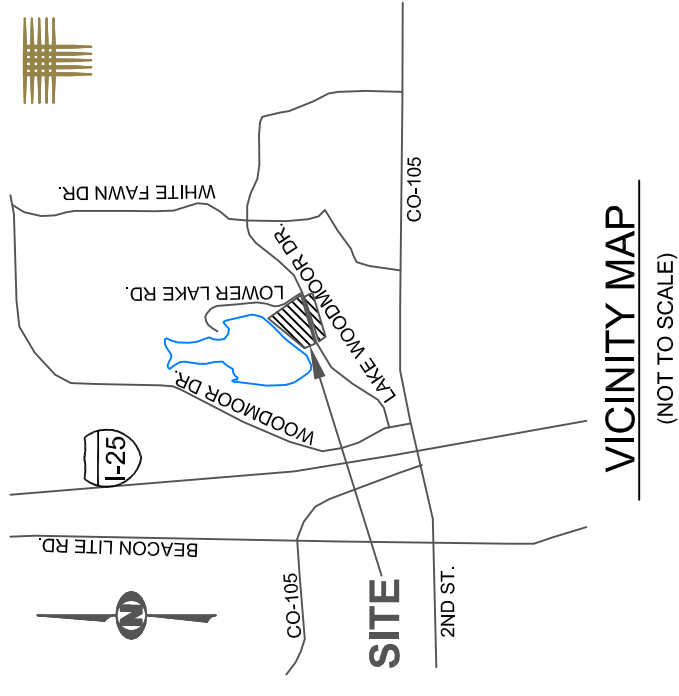 WHITE FAWN DR.
CO-105
LAKE WOODMOOR DR.
LOWER LAKE RD.
WOODMOOR DR.
I-25
BEACON LITE RD.
N
CO-105
SITE
2ND ST.
VICINITY MAP
(NOT TO SCALE)